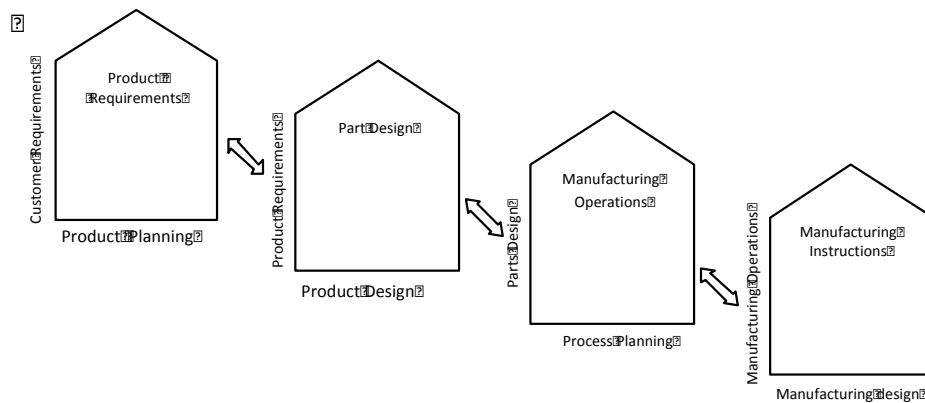 Customer Requirements
Product
Requirements
Product Planning
Product Requirements
Part Design
Product Design
Parts Design
Manufacturing
Operations
Process Planning
Manufacturing Operations
Manufacturing
Instructions
Manufacturing design